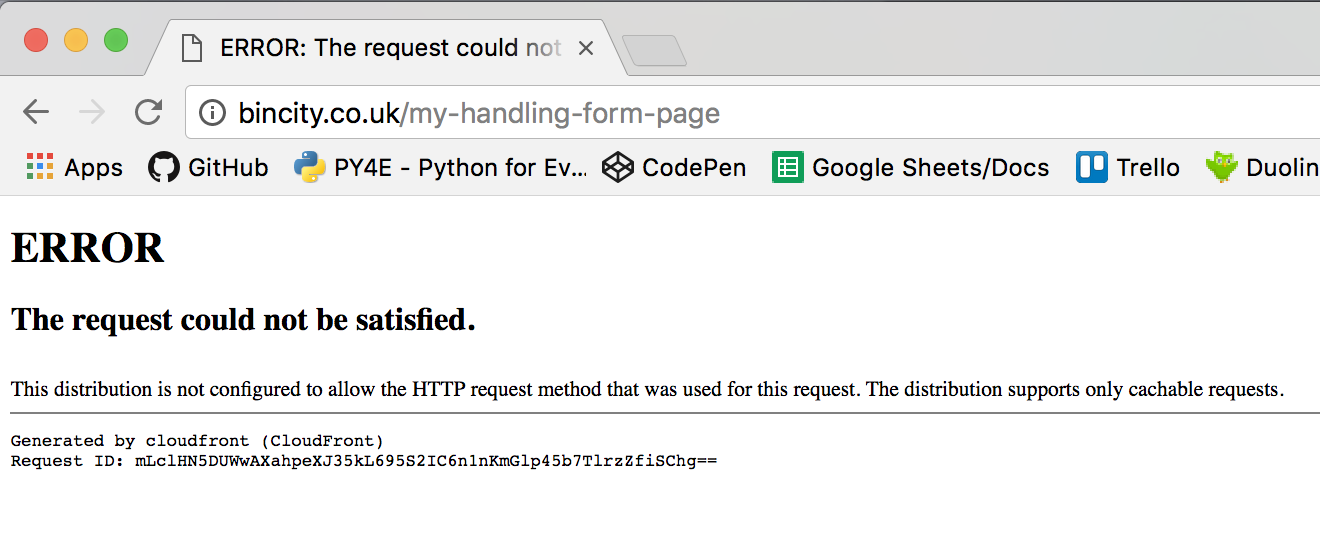 ERROR: The request could not
bincity.co.uk/my-handling-form-page
Apps GitHub PY4E - Python for Ev... CodePen Google Sheets/Docs Trello Duolin
ERROR
The request could not be satisfied.
This distribution is not configured to allow the HTTP request method that was used for this request. The distribution supports only cachable requests.
Generated by cloudfront (CloudFront)
Request ID: mLclHN5DUWwAXahpeXJ35kL695S2IC6n1nKmGlp45b7TlrzZfiSChg==